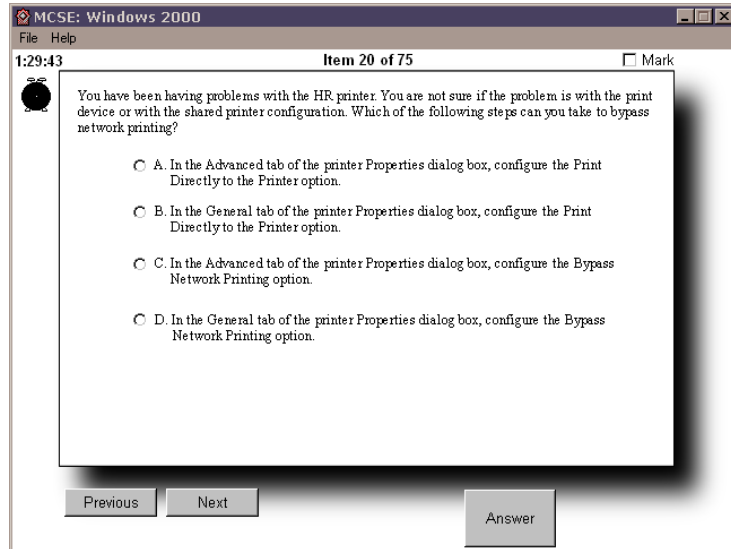 MCSE: Windows 2000
File Help
1:29:43 Item 20 of 75 Mark
You have been having problems with the HR printer. You are not sure if the problem is with the print
device or with the shared printer configuration. Which of the following steps can you take to bypass
network printing?
A. In the Advanced tab of the printer Properties dialog box, configure the Print
Directly to the Printer option.
B. In the General tab of the printer Properties dialog box, configure the Print
Directly to the Printer option.
C. In the Advanced tab of the printer Properties dialog box, configure the Bypass
Network Printing option.
D. In the General tab of the printer Properties dialog box, configure the Bypass
Network Printing option.
Previous Next Answer